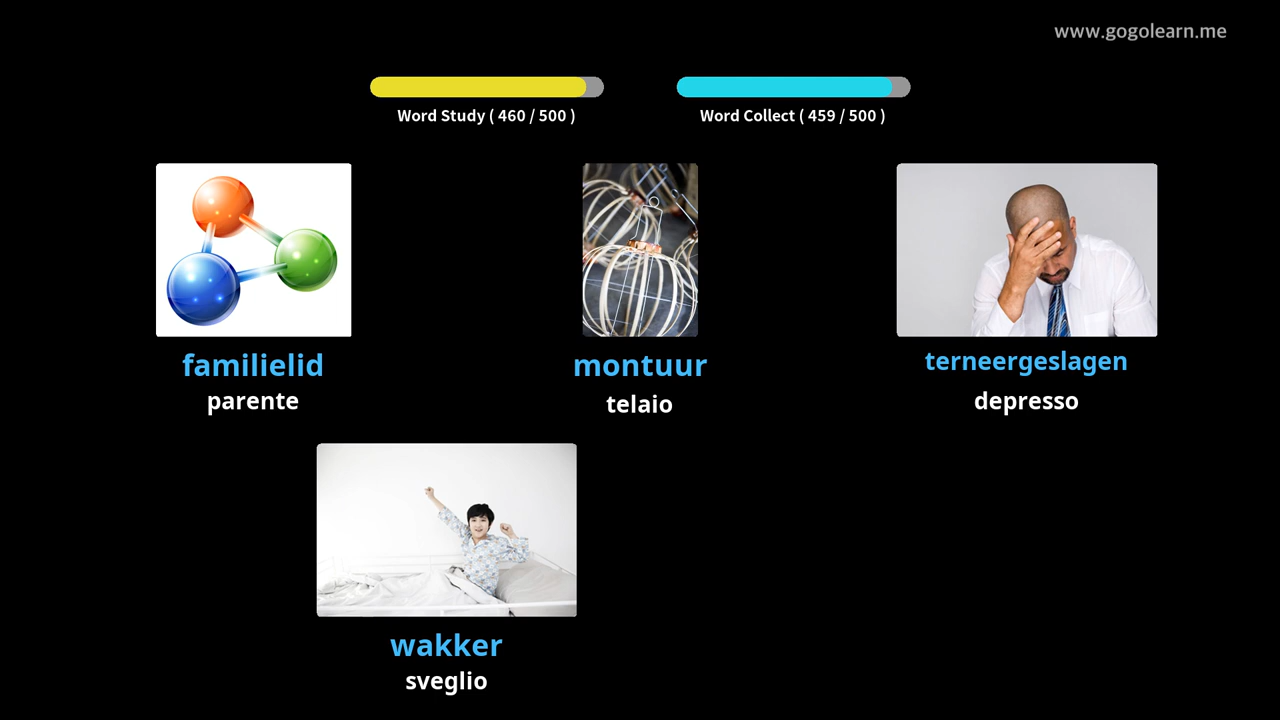 www.gogolearn.me
Word Study ( 460 / 500 )
Word Collect ( 459 / 500 )
familielid
parente
montuur
telaio
terneergeslagen
depresso
wakker
sveglio